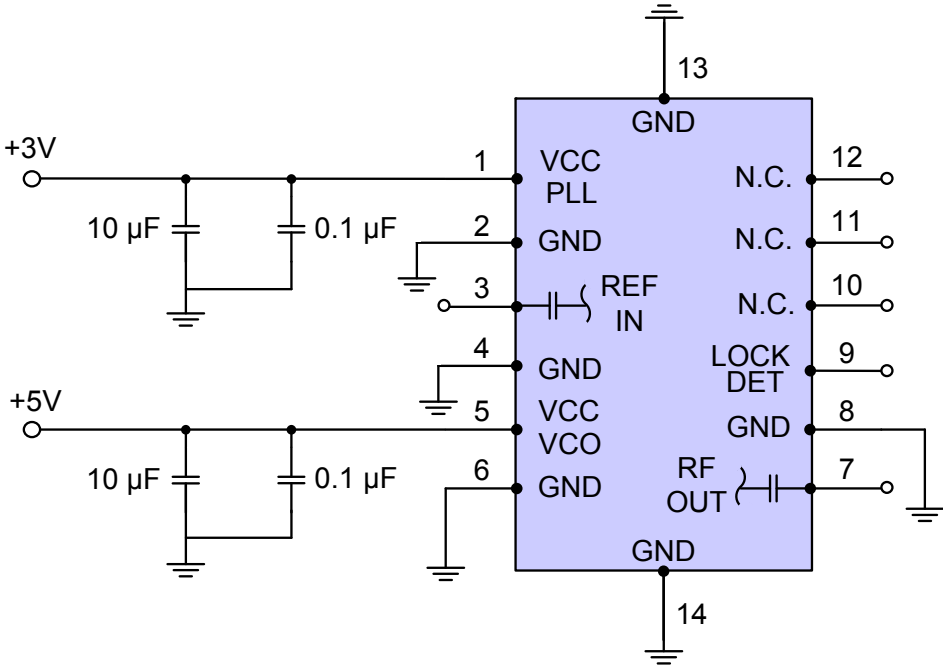 13
GND
+3V
1
VCC
PLL
N.C.
12
10 µF
0.1 µF
2
GND
N.C.
11
3
REF
IN
N.C.
10
4
GND
LOCK
DET
9
+5V
5
VCC
VCO
GND
8
10 µF
0.1 µF
6
GND
RF
OUT
7
GND
14